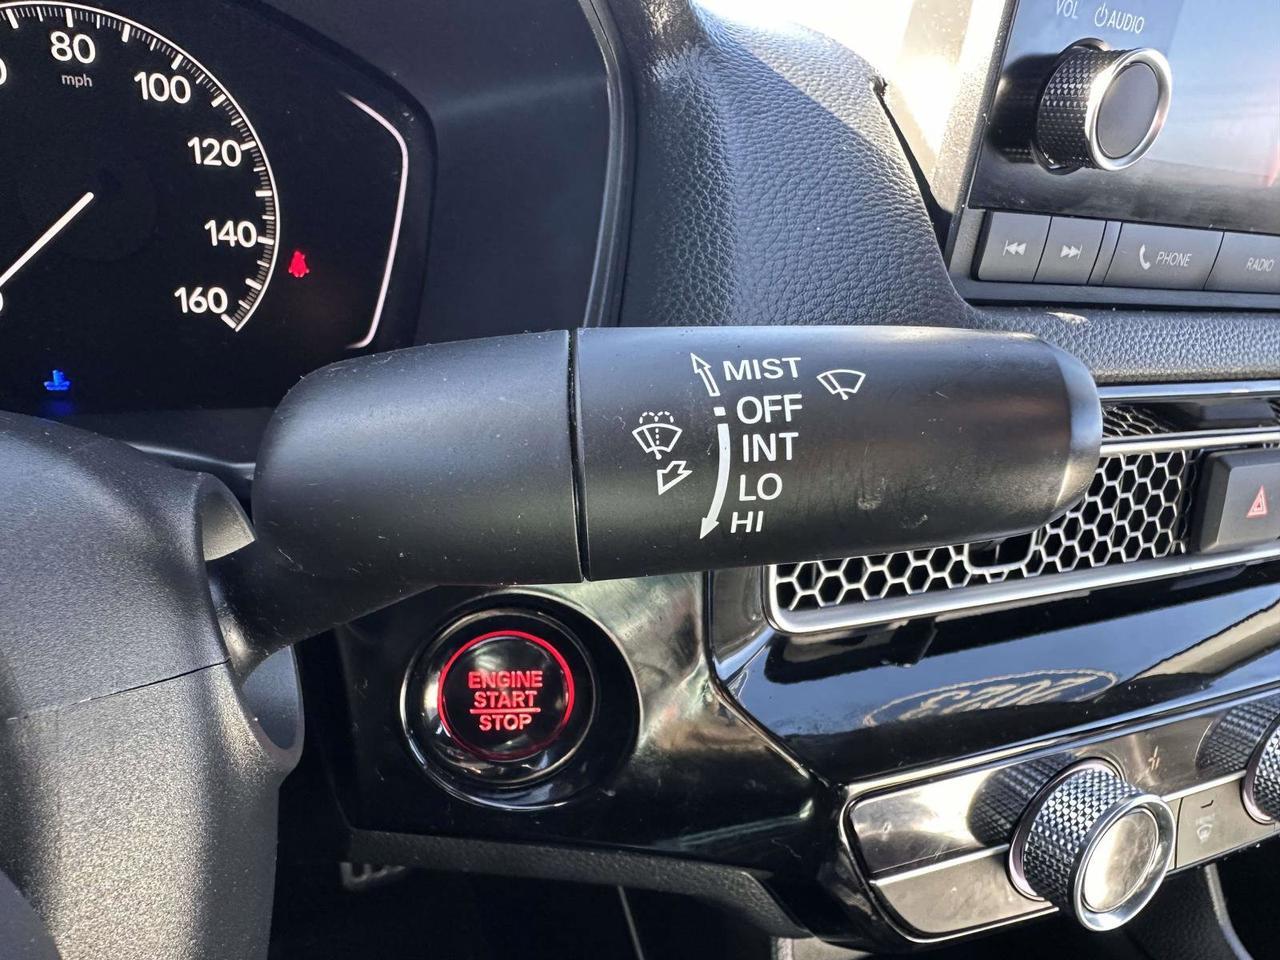 80
mph
100
120
140
160
VOL
AUDIO
PHONE
RADIO
MIST
OFF
INT
LO
HI
ENGINE
START
STOP